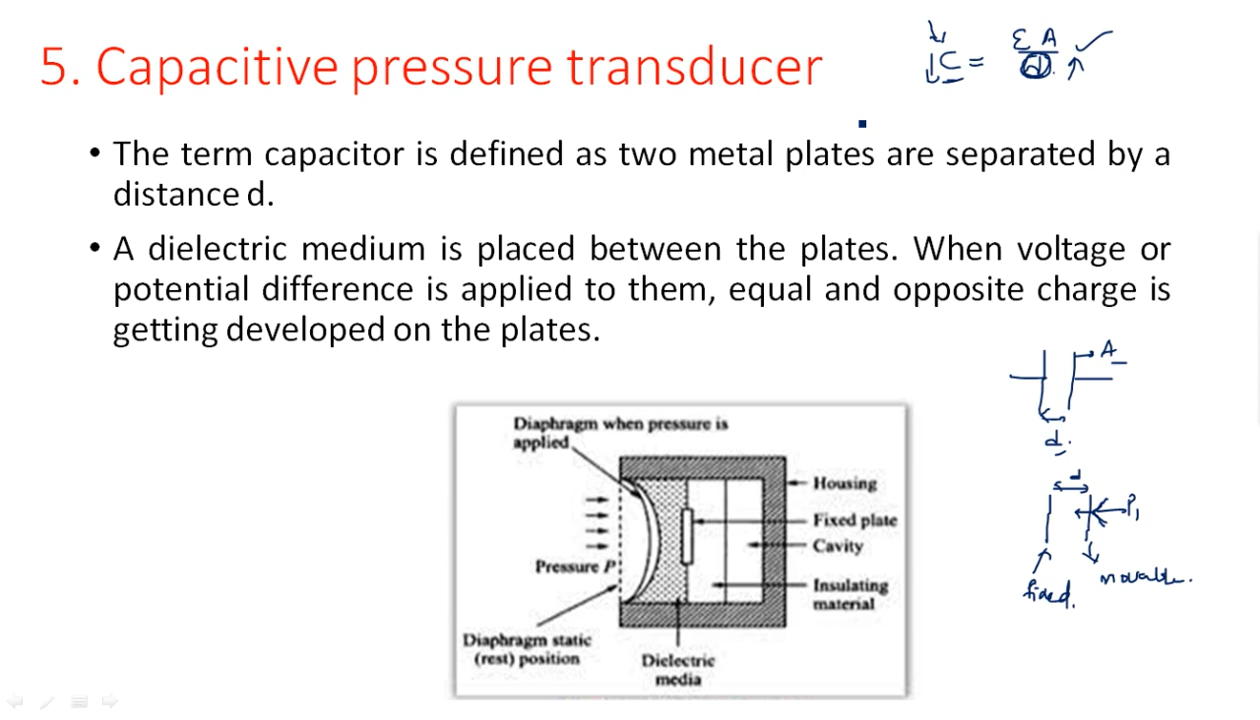 5. Capacitive pressure transducer
C = Ɛ A
d
• The term capacitor is defined as two metal plates are separated by a
distance d.
• A dielectric medium is placed between the plates. When voltage or
potential difference is applied to them, equal and opposite charge is
getting developed on the plates.
A
d.
d
P₁
movable.
fixed.
Diaphragm when pressure is
applied
Housing
Fixed plate
Cavity
Pressure P
Insulating
material
Diaphragm static
(rest) position
Dielectric
media